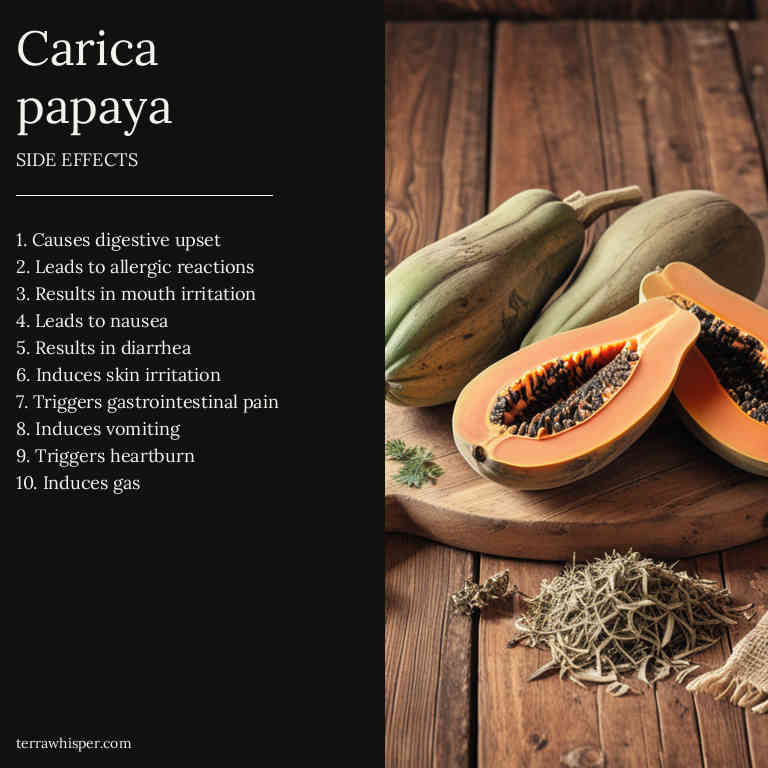 Carica
papaya
SIDE EFFECTS
1. Causes digestive upset
2. Leads to allergic reactions
3. Results in mouth irritation
4. Leads to nausea
5. Results in diarrhea
6. Induces skin irritation
7. Triggers gastrointestinal pain
8. Induces vomiting
9. Triggers heartburn
10. Induces gas
terrawhisper.com